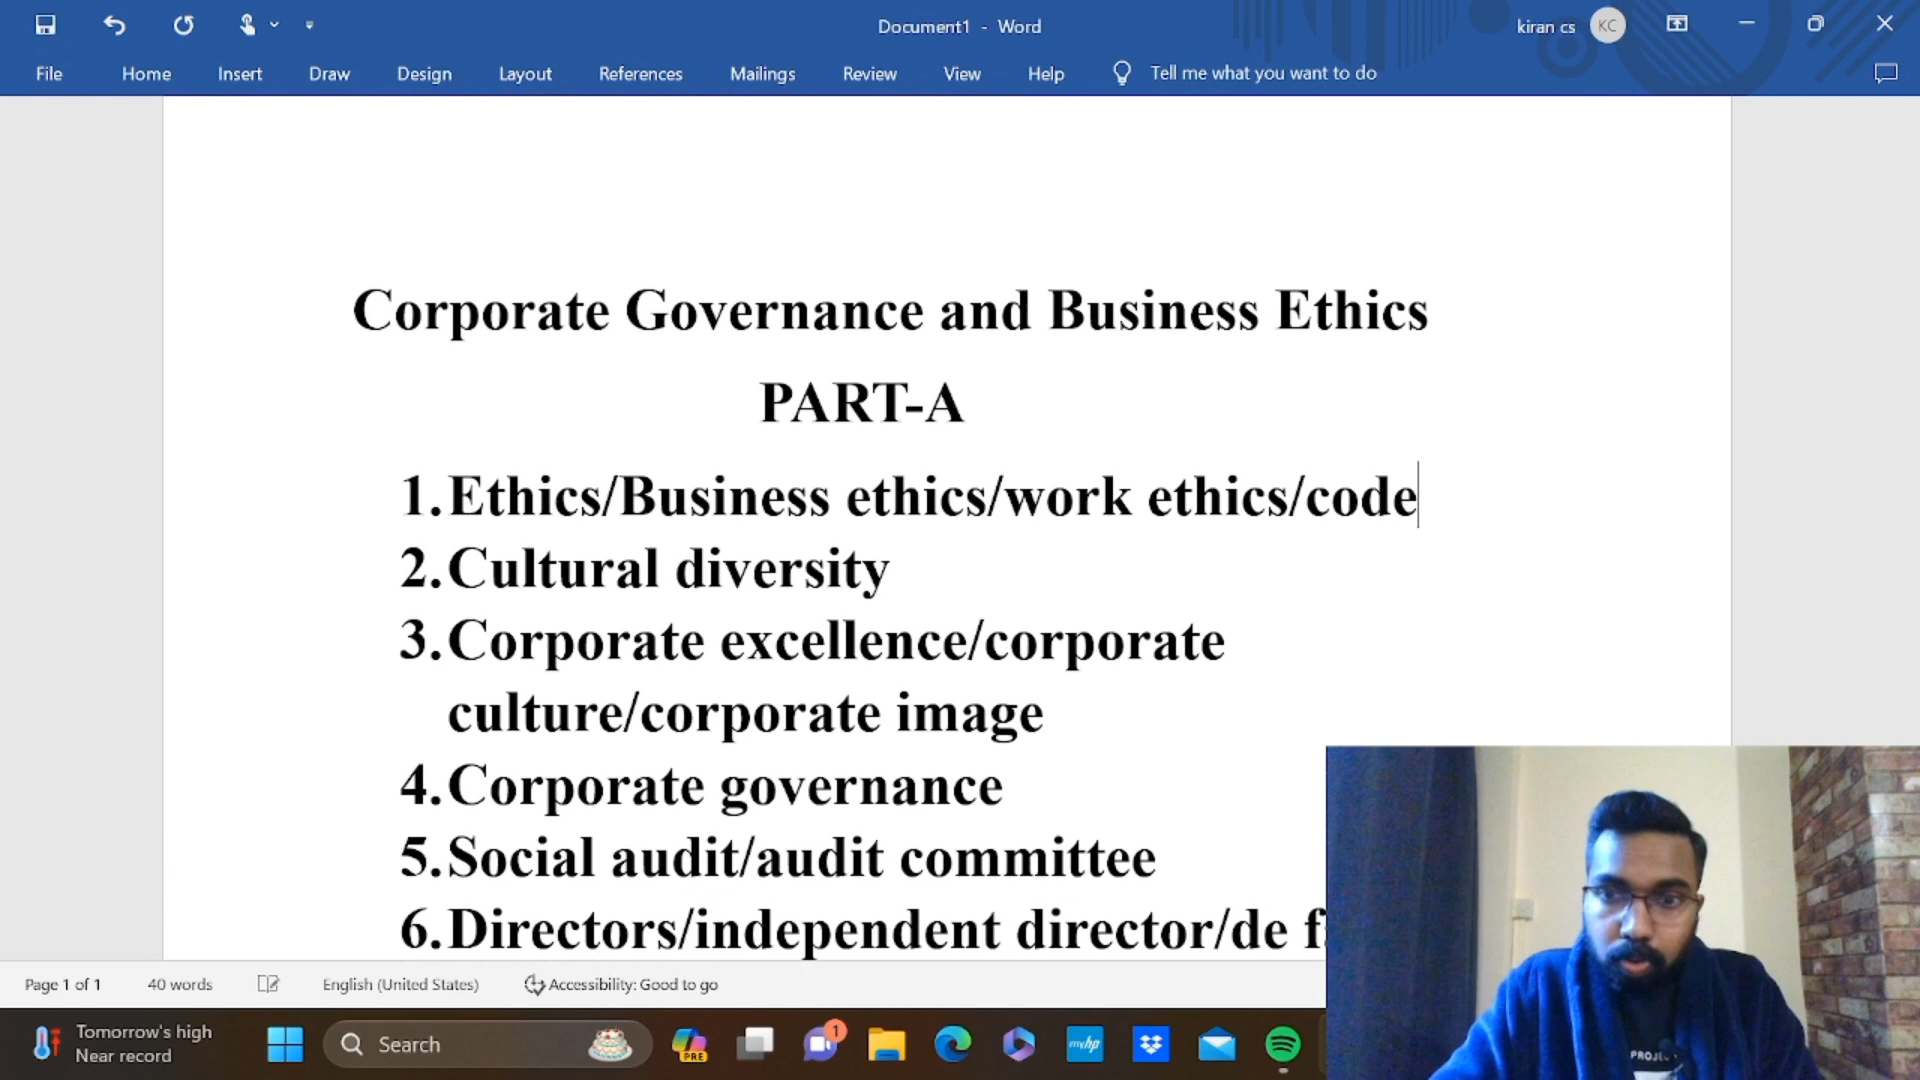 Document1 - Word
kiran cs KC
File Home Insert Draw Design Layout References Mailings Review View Help Tell me what you want to do
Corporate Governance and Business Ethics
PART-A
1.Ethics/Business ethics/work ethics/code
2.Cultural diversity
3.Corporate excellence/corporate
culture/corporate image
4.Corporate governance
5.Social audit/audit committee
6.Directors/independent director/de f
Page 1 of 1 40 words English (United States) Accessibility: Good to go
Tomorrow's high
Near record
Search
PRE
1
myhp